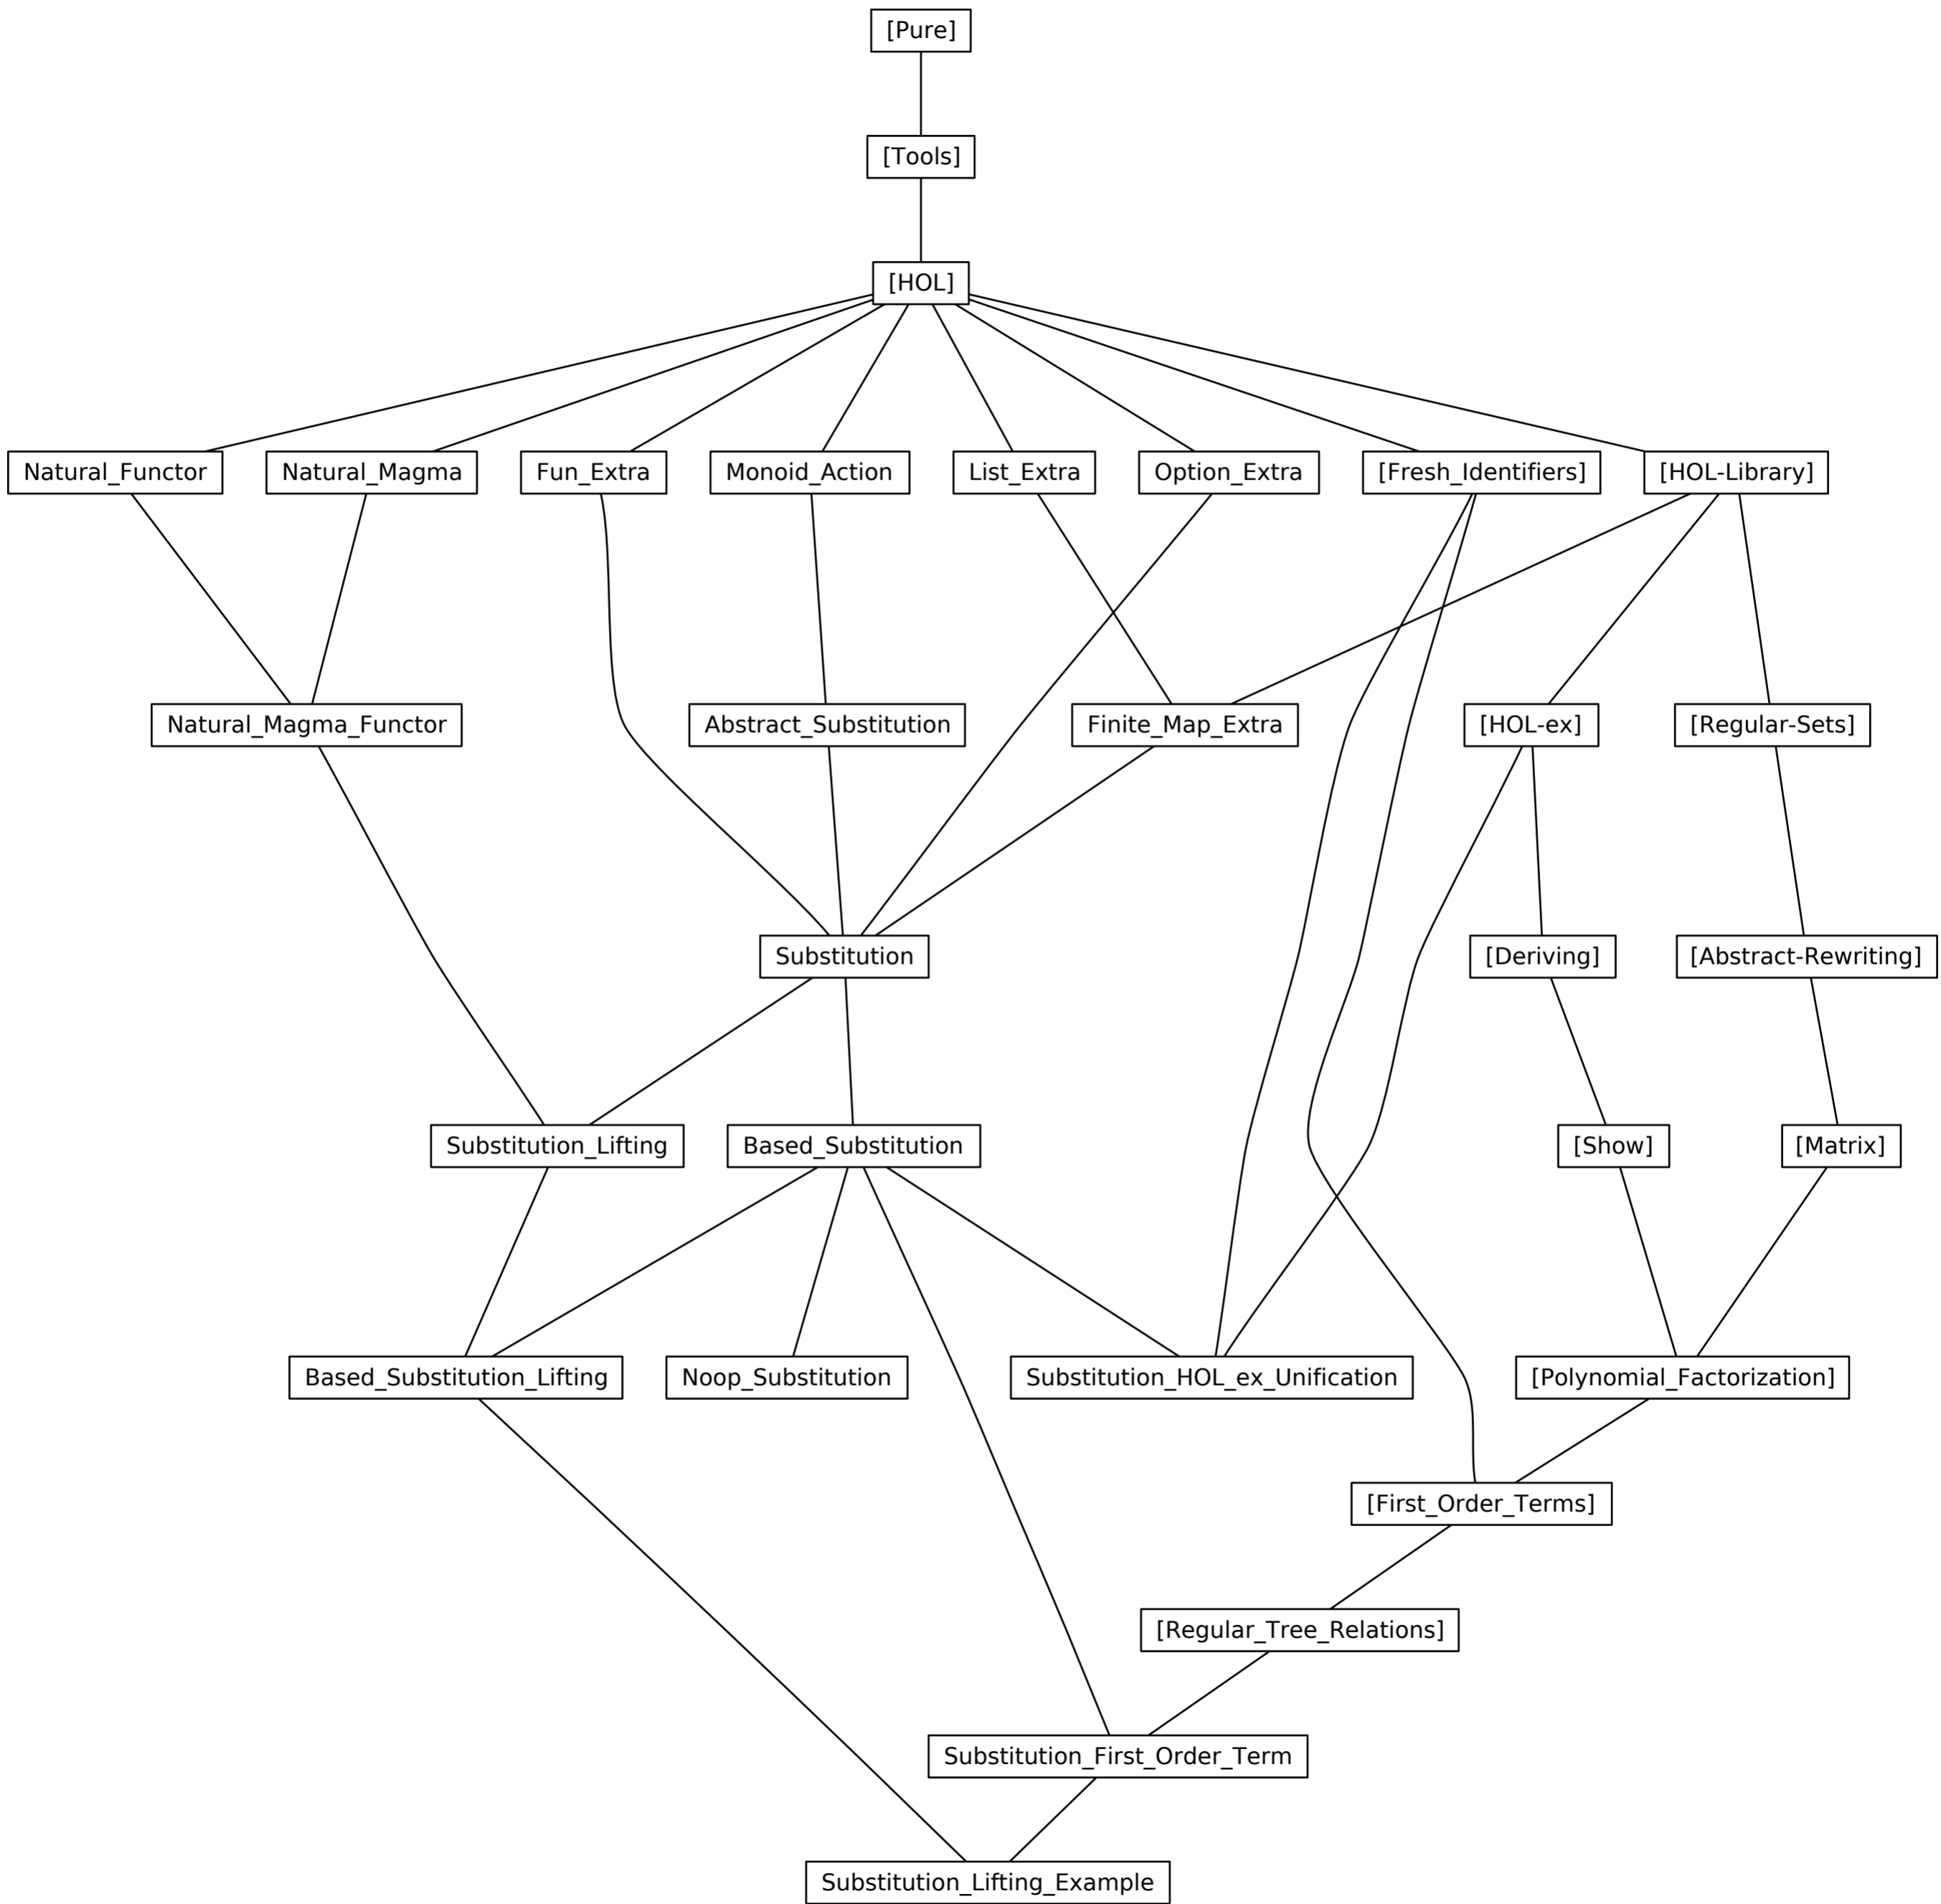 [Pure]
[Tools]
[HOL]
Natural_Functor
Natural_Magma
Fun_Extra
Monoid_Action
List_Extra
Option_Extra
[Fresh_Identifiers]
[HOL-Library]
Natural_Magma_Functor
Abstract_Substitution
Finite_Map_Extra
[HOL-ex]
[Regular-Sets]
Substitution
[Deriving]
[Abstract-Rewriting]
Substitution_Lifting
Based_Substitution
[Show]
[Matrix]
Based_Substitution_Lifting
Noop_Substitution
Substitution_HOL_ex_Unification
[Polynomial_Factorization]
[First_Order_Terms]
[Regular_Tree_Relations]
Substitution_First_Order_Term
Substitution_Lifting_Example